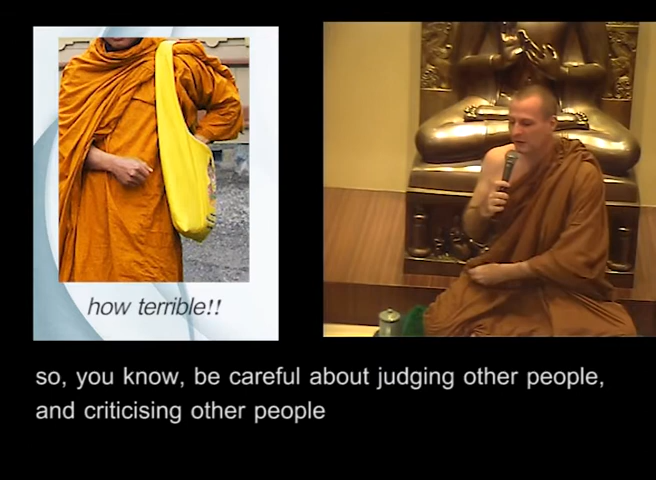 how terrible!!
so, you know, be careful about judging other people,
and criticising other people